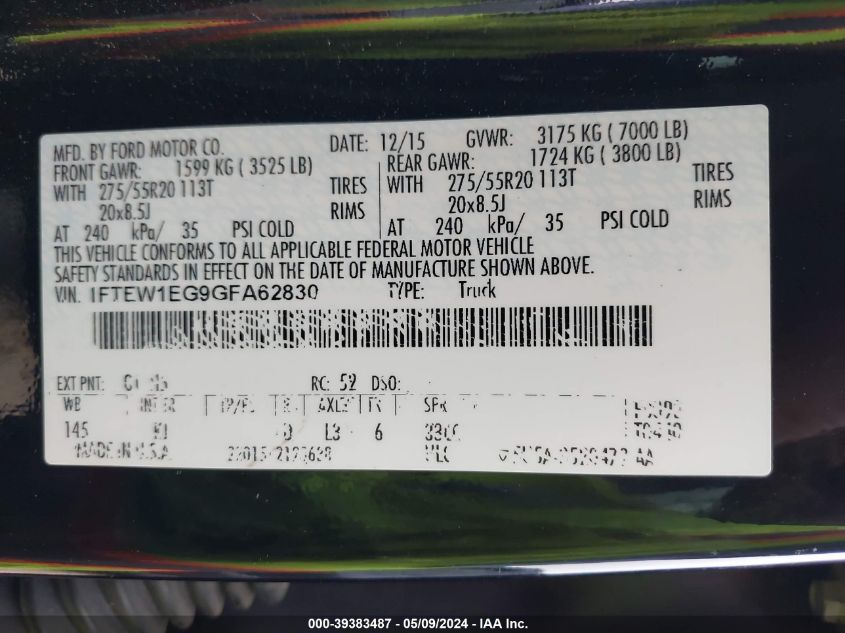 MFD. BY FORD MOTOR CO. DATE: 12/15 GVWR: 3175 KG ( 7000 LB)
FRONT GAWR: 1599 KG ( 3525 LB) REAR GAWR: 1724 KG ( 3800 LB)
WITH 275/55R20 113T TIRES WITH 275/55R20 113T TIRES
20x8.5J RIMS 20x8.5J RIMS
AT 240 kPa/ 35 PSI COLD AT 240 kPa/ 35 PSI COLD
THIS VEHICLE CONFORMS TO ALL APPLICABLE FEDERAL MOTOR VEHICLE
SAFETY STANDARDS IN EFFECT ON THE DATE OF MANUFACTURE SHOWN ABOVE.
VIN: 1FTEW1EG9GFA62830 TYPE: Truck
EXT PNT: RC: 52 DSO:
WB SPR
145 L3 6
MADE IN U.S.A
000-39383487 - 05/09/2024 - IAA Inc.